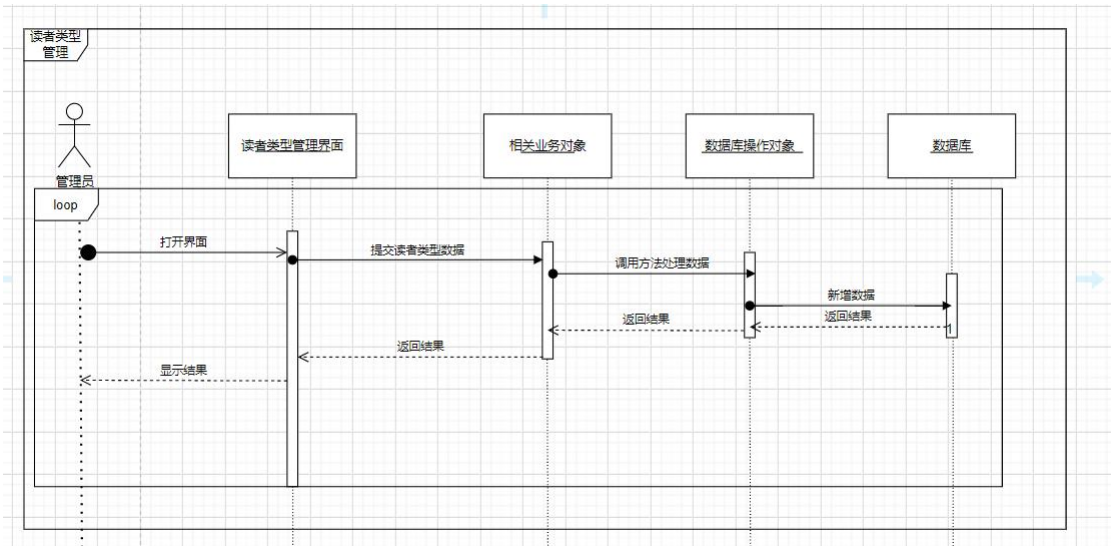 读者类型
管理
管理员
读者类型管理界面
相关业务对象
数据库操作对象
数据库
loop
打开界面
提交读者类型数据
调用方法处理数据
新增数据
返回结果
返回结果
返回结果
显示结果